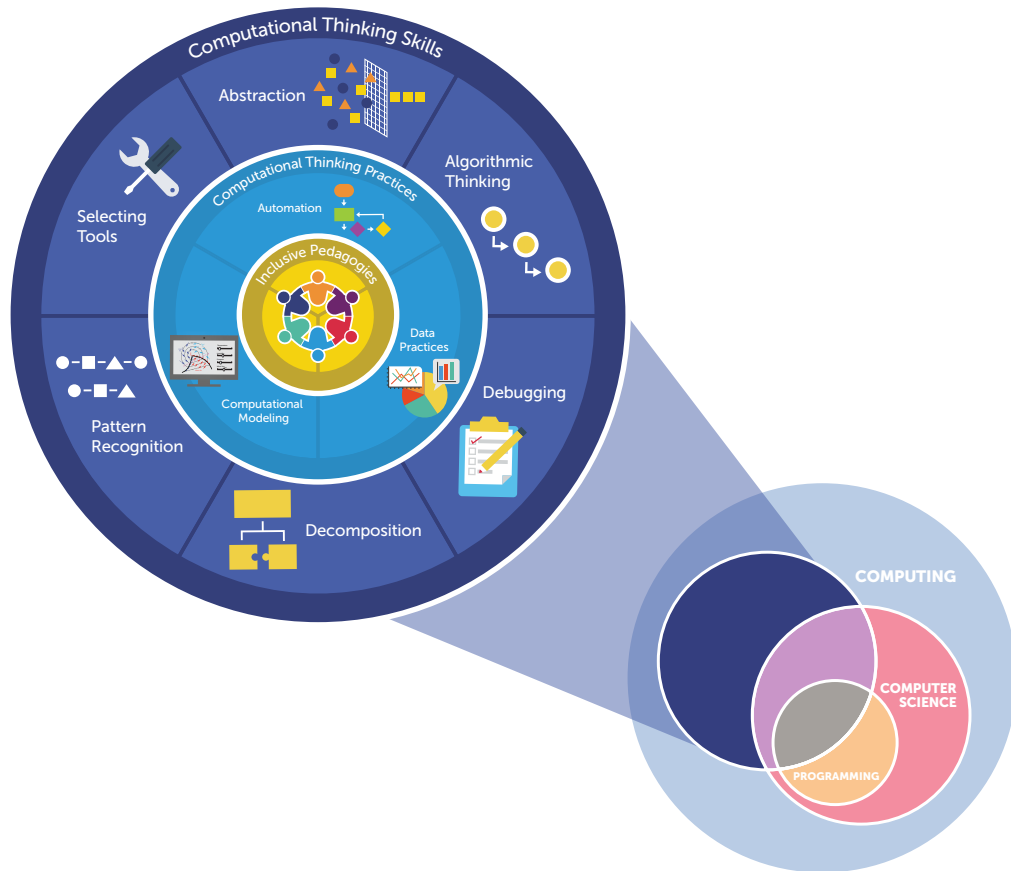 Computational Thinking Skills
Abstraction
Algorithmic
Thinking
Selecting
Tools
Computational Thinking Practices
Automation
Inclusive Pedagogies
Data
Practices
Computational
Modeling
Debugging
Pattern
Recognition
Decomposition
COMPUTING
COMPUTER
SCIENCE
PROGRAMMING